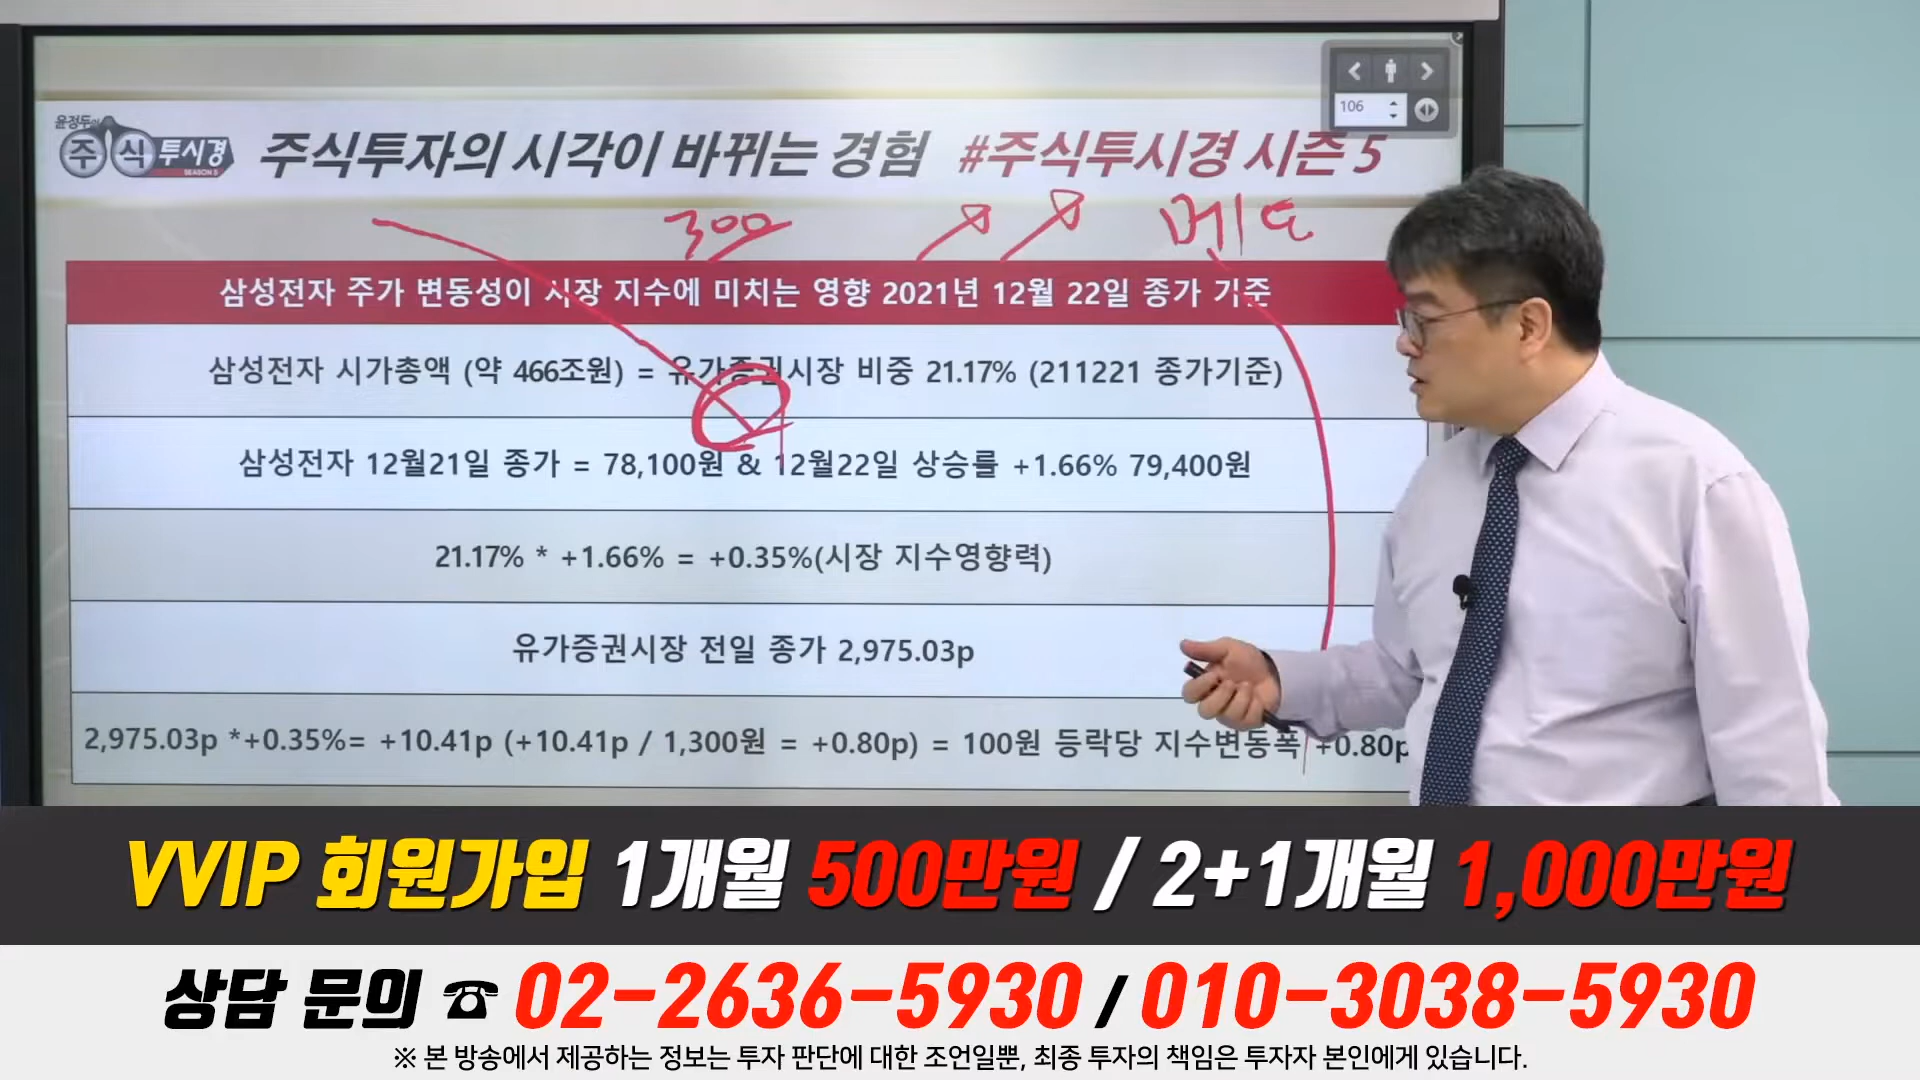 106
윤정두의
주식투시경
SEASON 5
주식투자의 시각이 바뀌는 경험 #주식투시경 시즌 5
300
메모
삼성전자 주가 변동성이 시장 지수에 미치는 영향 2021년 12월 22일 종가 기준
삼성전자 시가총액 (약 466조원) = 유가증권시장 비중 21.17% (211221 종가기준)
삼성전자 12월21일 종가 = 78,100원 & 12월22일 상승률 +1.66% 79,400원
21.17% * +1.66% = +0.35%(시장 지수영향력)
유가증권시장 전일 종가 2,975.03p
2,975.03p *+0.35%= +10.41p (+10.41p / 1,300원 = +0.80p) = 100원 등락당 지수변동폭 +0.80p
VVIP 회원가입 1개월 500만원 / 2+1개월 1,000만원
상담 문의 ☎ 02-2636-5930 / 010-3038-5930
※ 본 방송에서 제공하는 정보는 투자 판단에 대한 조언일뿐, 최종 투자의 책임은 투자자 본인에게 있습니다.